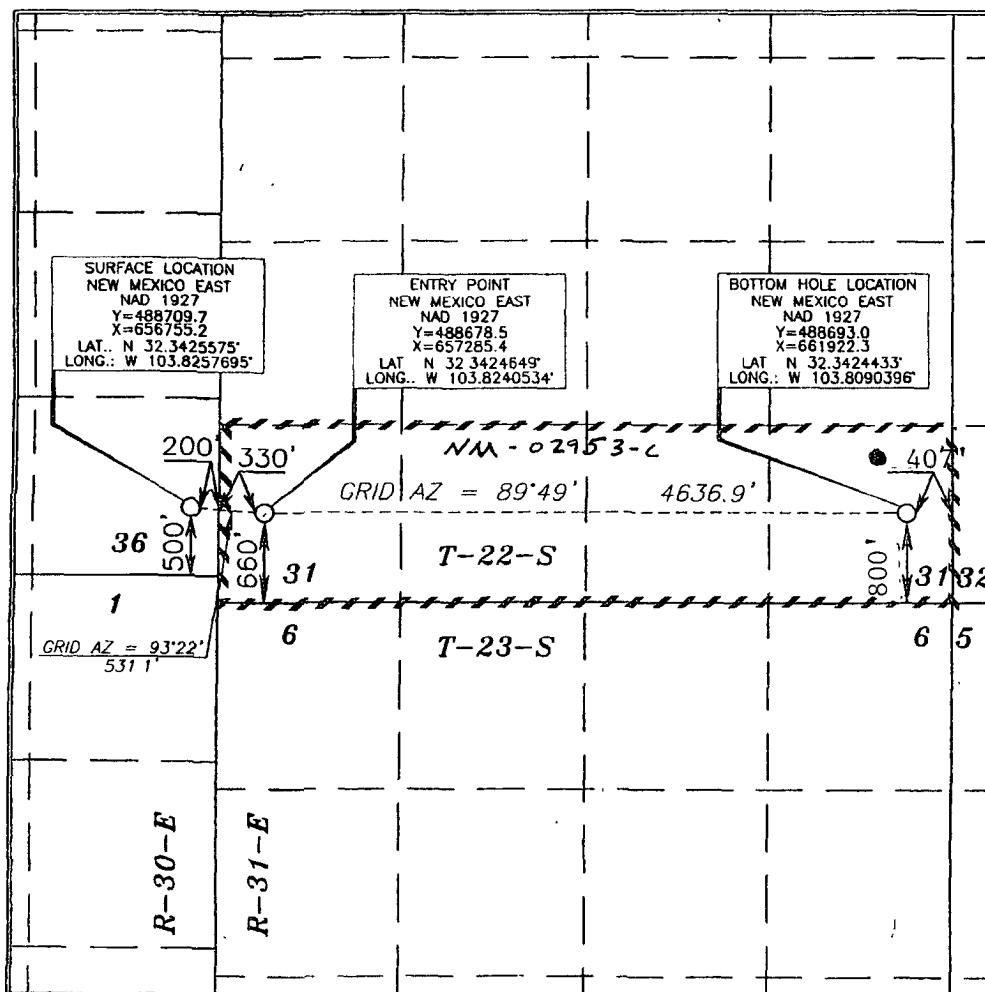 SURFACE LOCATION
NEW MEXICO EAST
NAD 1927
Y=488709.7
X=656755.2
LAT.. N 32.3425575°
LONG.: W 103.8257695°
ENTRY POINT
NEW MEXICO EAST
NAD 1927
Y=488678.5
X=657285.4
LAT N 32.3424649°
LONG.. W 103.8240534°
BOTTOM HOLE LOCATION
NEW MEXICO EAST
NAD 1927
Y=488693.0
X=661922.3
LAT.: N 32.3424433°
LONG.: W 103.8090396°
NM-02953-C
200'
330'
407'
GRID AZ = 89°49'
4636.9'
36
500'
660'
31
T-22-S
800'
31
32
1
6
T-23-S
6
5
GRID AZ = 93°22'
531 1'
R-30-E
R-31-E